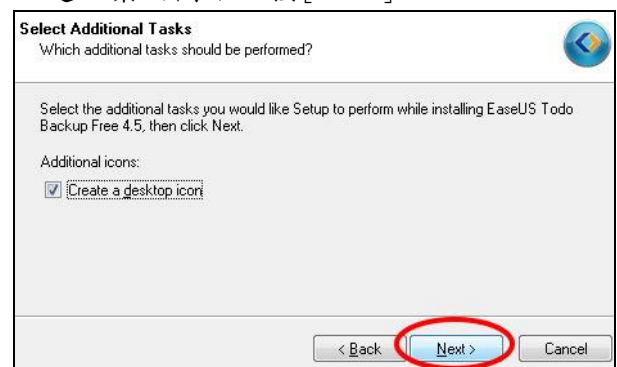 Select Additional Tasks
Which additional tasks should be performed?
Select the additional tasks you would like Setup to perform while installing EaseUS Todo
Backup Free 4.5, then click Next.
Additional icons:
Create a desktop icon
< Back Next > Cancel